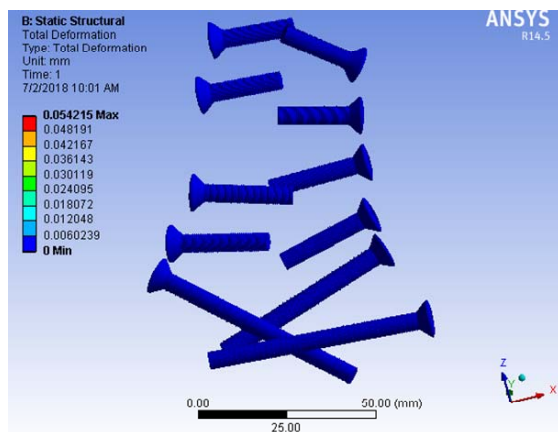 B: Static Structural
Total Deformation
Type: Total Deformation
Unit: mm
Time: 1
7/2/2018 10:01 AM
ANSYS
R14.5
0.054215 Max
0.048191
0.042167
0.036143
0.030119
0.024095
0.018072
0.012048
0.0060239
0 Min
0.00
50.00 (mm)
25.00
Z
Y
X